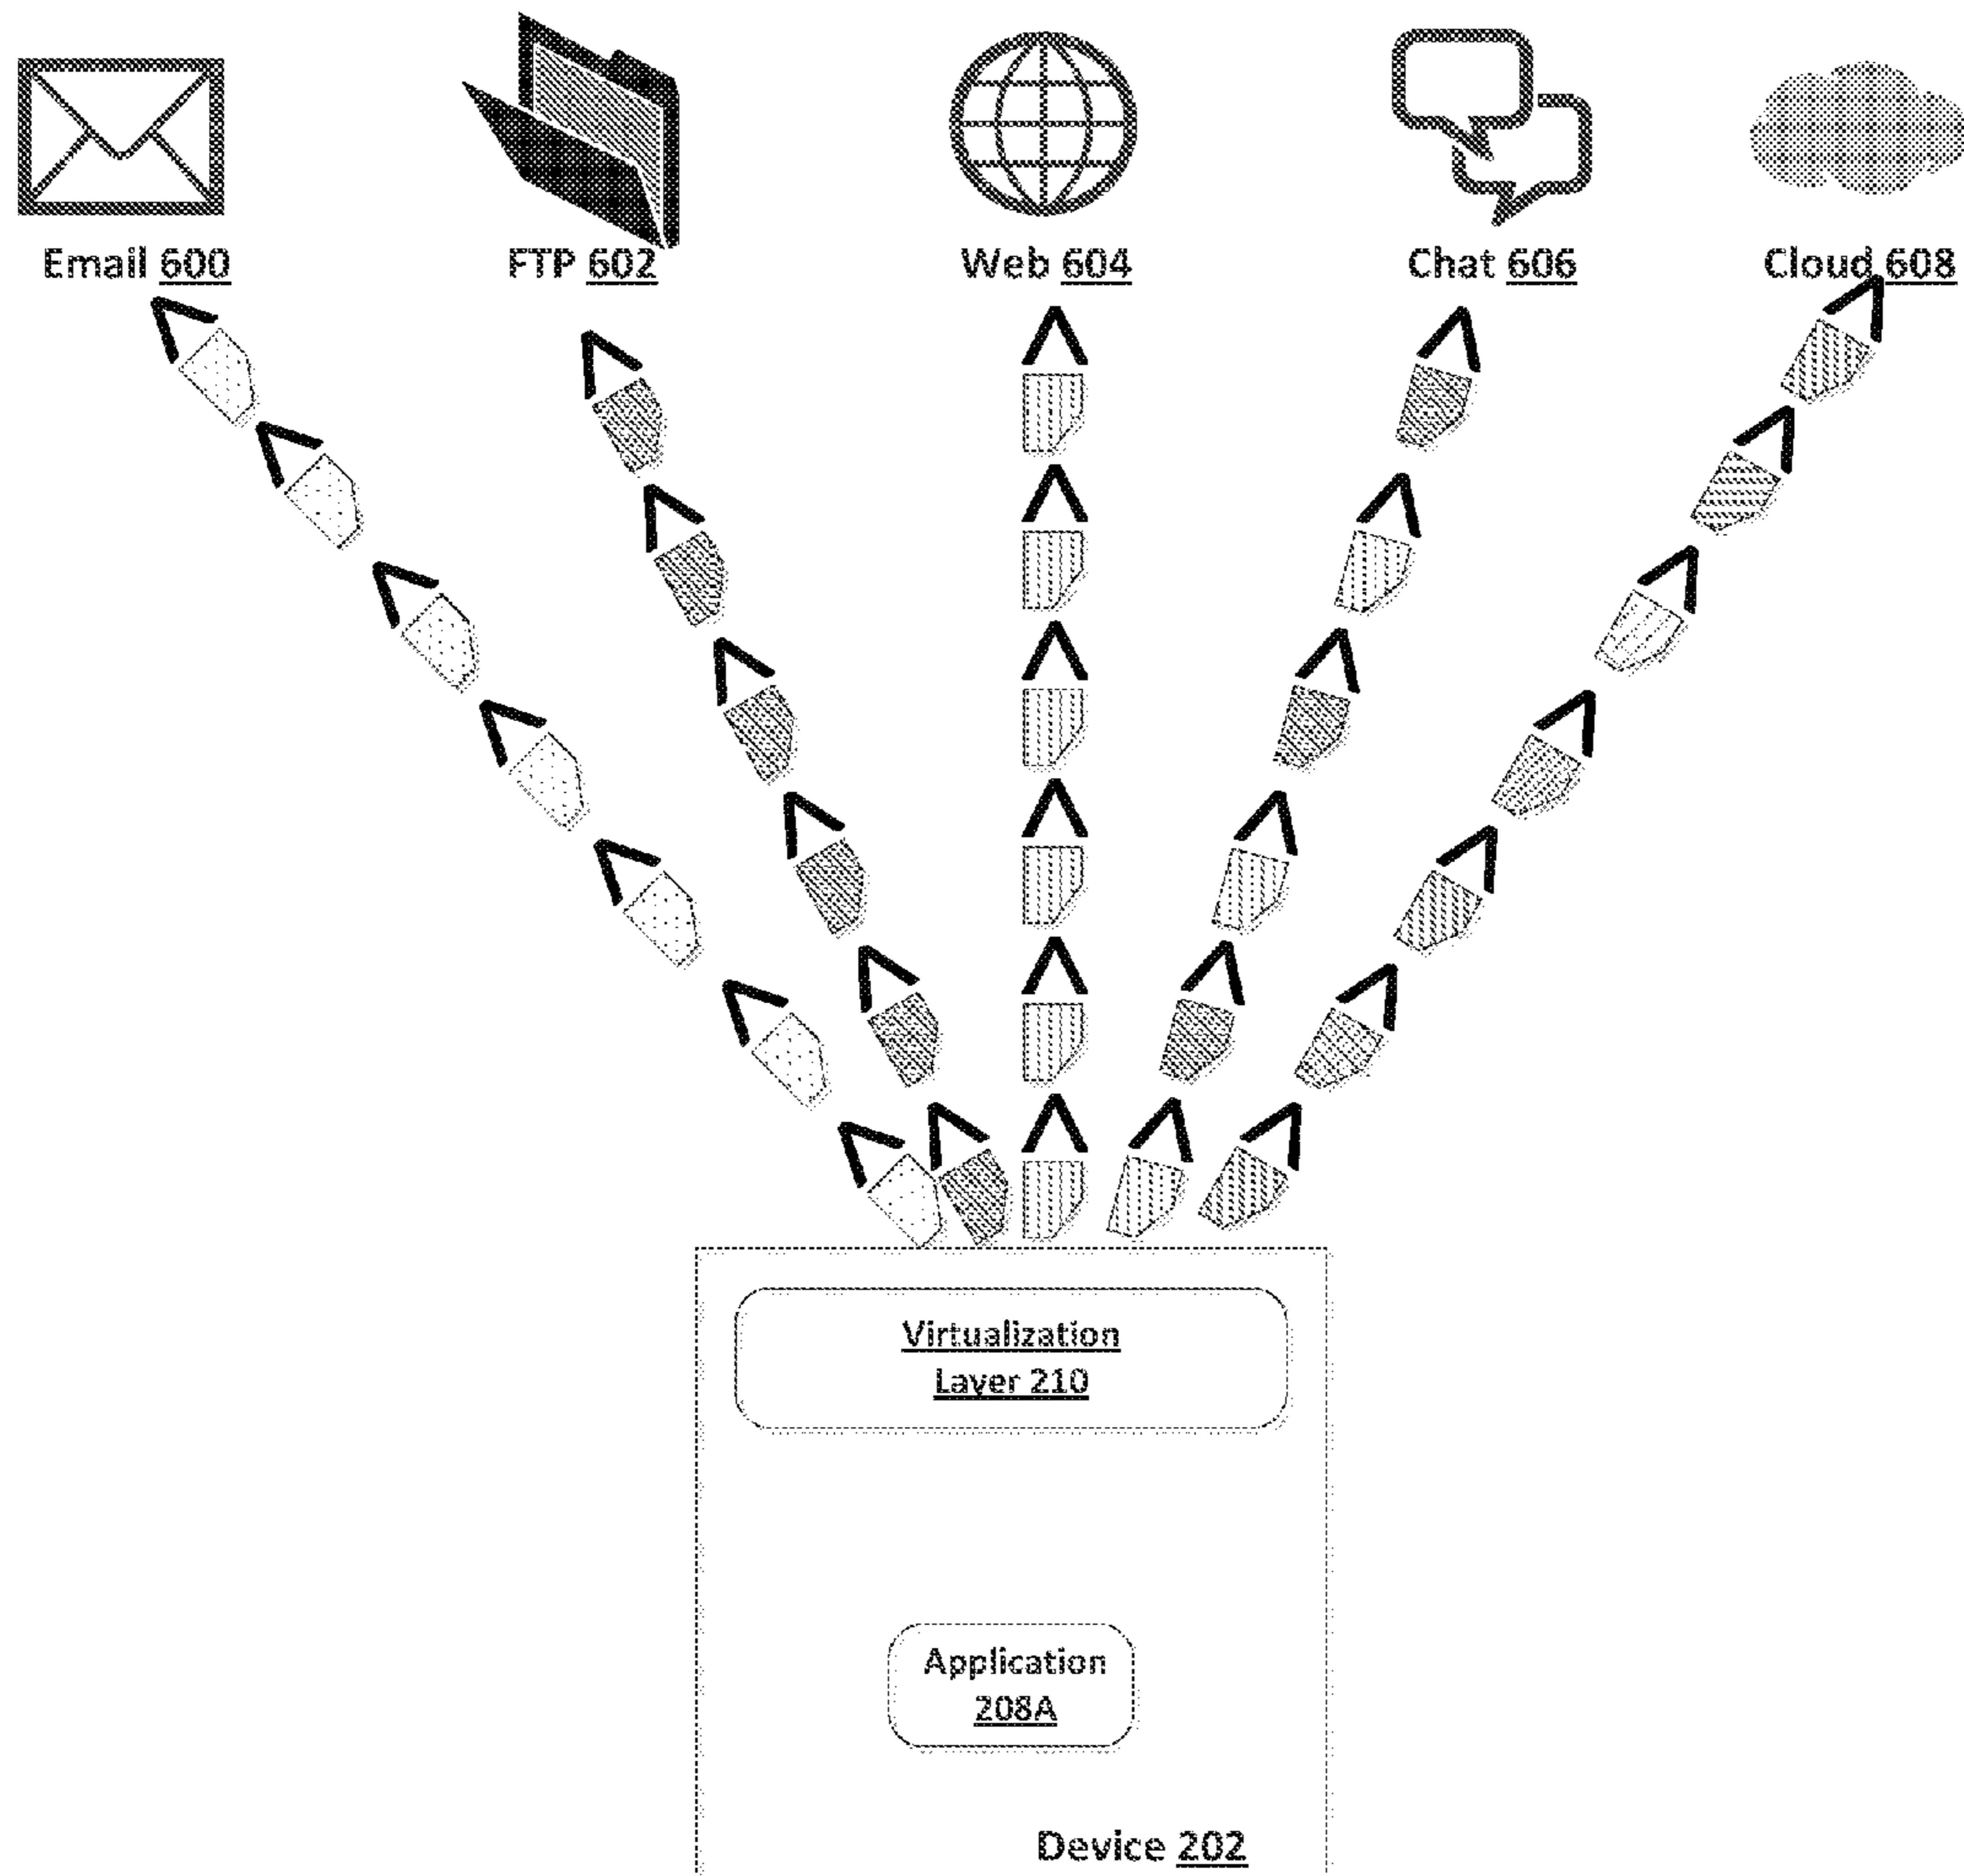 Email 600
FTP 602
Web 604
Chat 606
Cloud 608
Virtualization
Layer 210
Application
208A
Device 202